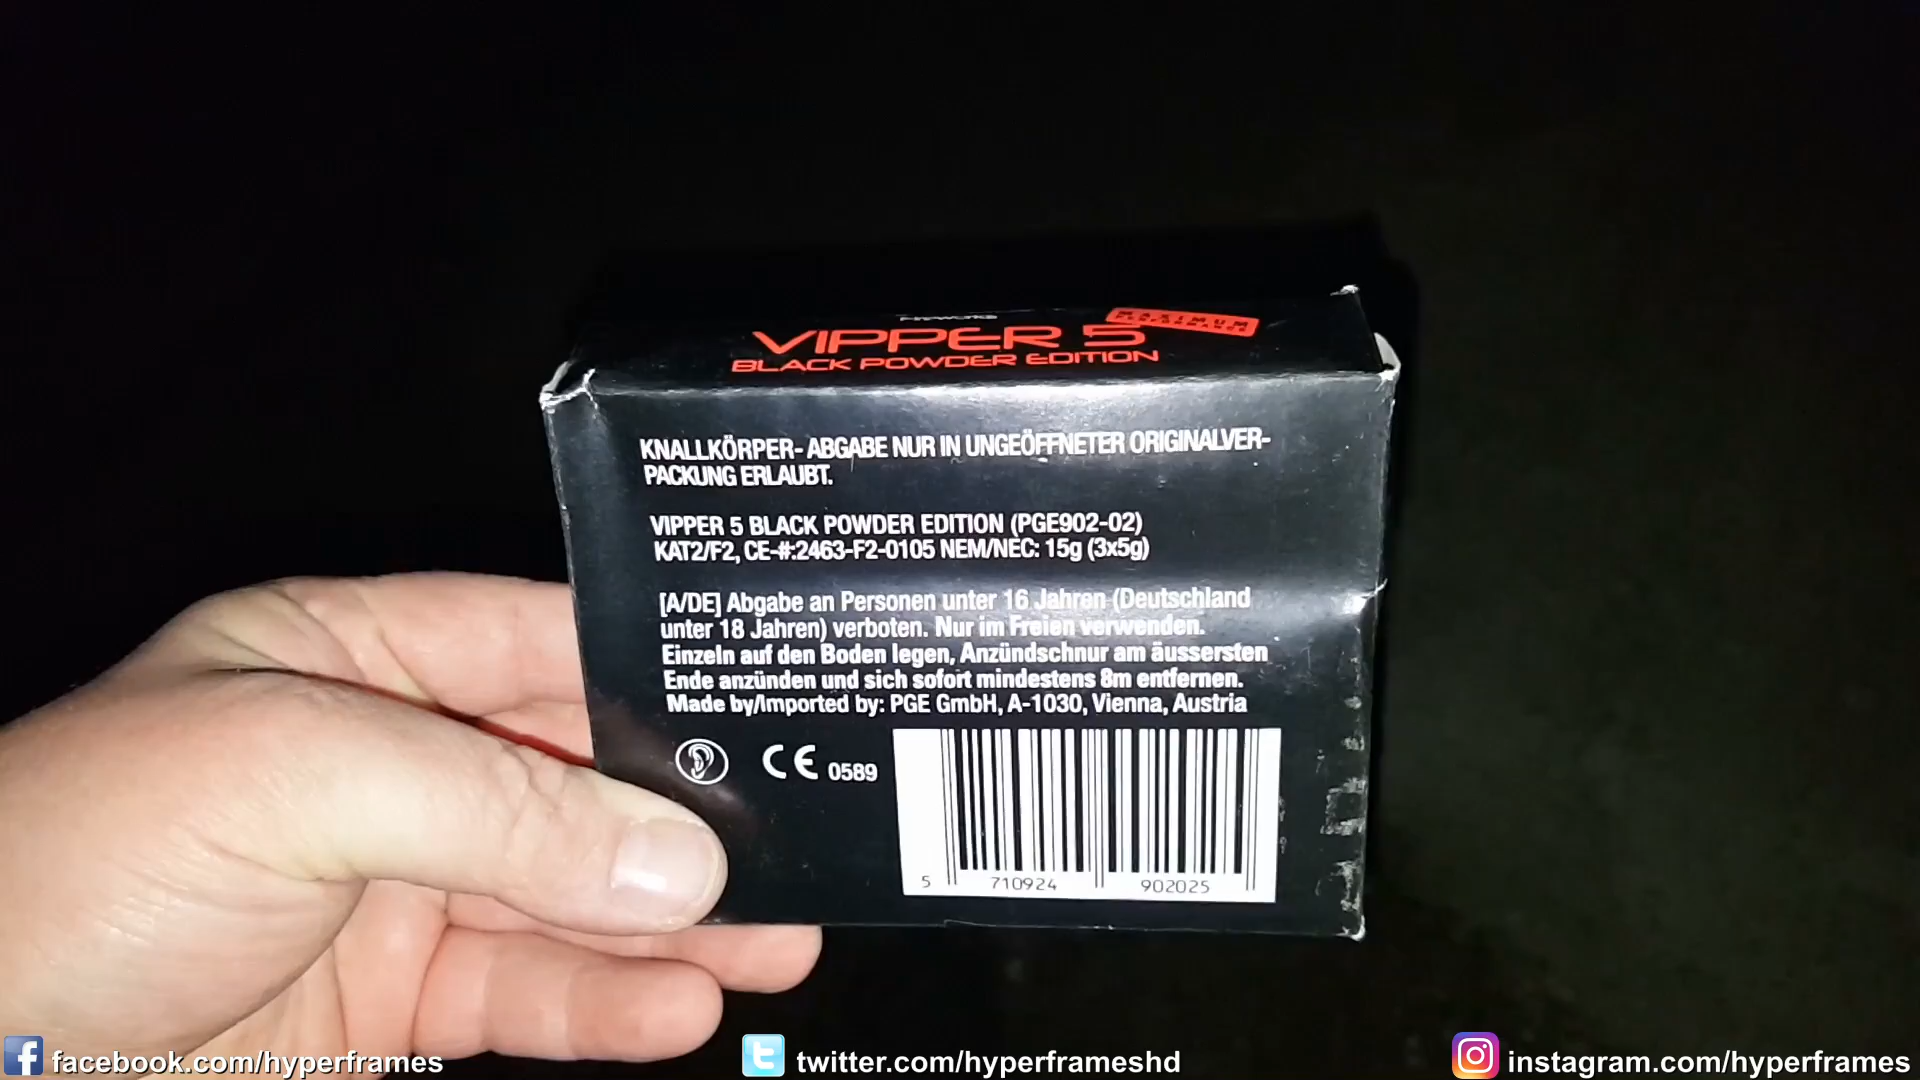 Fireworks
MAXIMUM
PERFORMANCE
VIPPER 5
BLACK POWDER EDITION
KNALLKÖRPER- ABGABE NUR IN UNGEÖFFNETER ORIGINALVER-
PACKUNG ERLAUBT.
VIPPER 5 BLACK POWDER EDITION (PGE902-02)
KAT2/F2, CE-#:2463-F2-0105 NEM/NEC: 15g (3x5g)
[A/DE] Abgabe an Personen unter 16 Jahren (Deutschland
unter 18 Jahren) verboten. Nur im Freien verwenden.
Einzeln auf den Boden legen, Anzündschnur am äussersten
Ende anzünden und sich sofort mindestens 8m entfernen.
Made by/Imported by: PGE GmbH, A-1030, Vienna, Austria
CE 0589
5 710924 902025
facebook.com/hyperframes
twitter.com/hyperframeshd
instagram.com/hyperframes